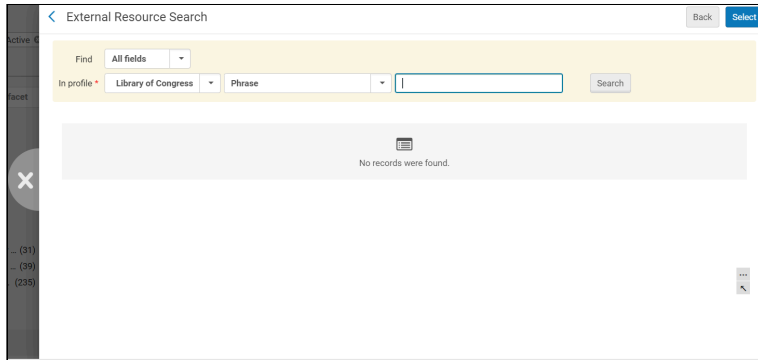 External Resource Search
Back
Select
Active
Find
All fields
In profile *
Library of Congress
Phrase
Search
facet
No records were found.
... (31)
... (39)
(235)